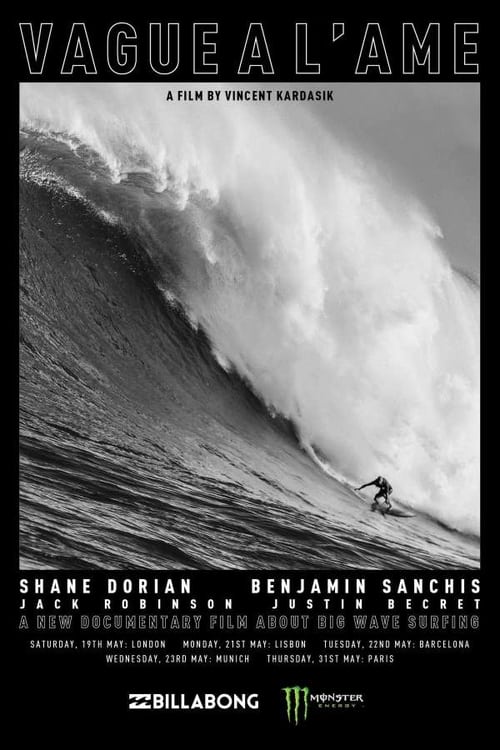 VAGUE A L'AME
A FILM BY VINCENT KARDASIK
SHANE DORIAN BENJAMIN SANCHIS
JACK ROBINSON JUSTIN BECRET
A NEW DOCUMENTARY FILM ABOUT BIG WAVE SURFING
SATURDAY, 19TH MAY: LONDON MONDAY, 21ST MAY: LISBON TUESDAY, 22ND MAY: BARCELONA
WEDNESDAY, 23RD MAY: MUNICH THURSDAY, 31ST MAY: PARIS
BILLABONG MONSTER
ENERGY